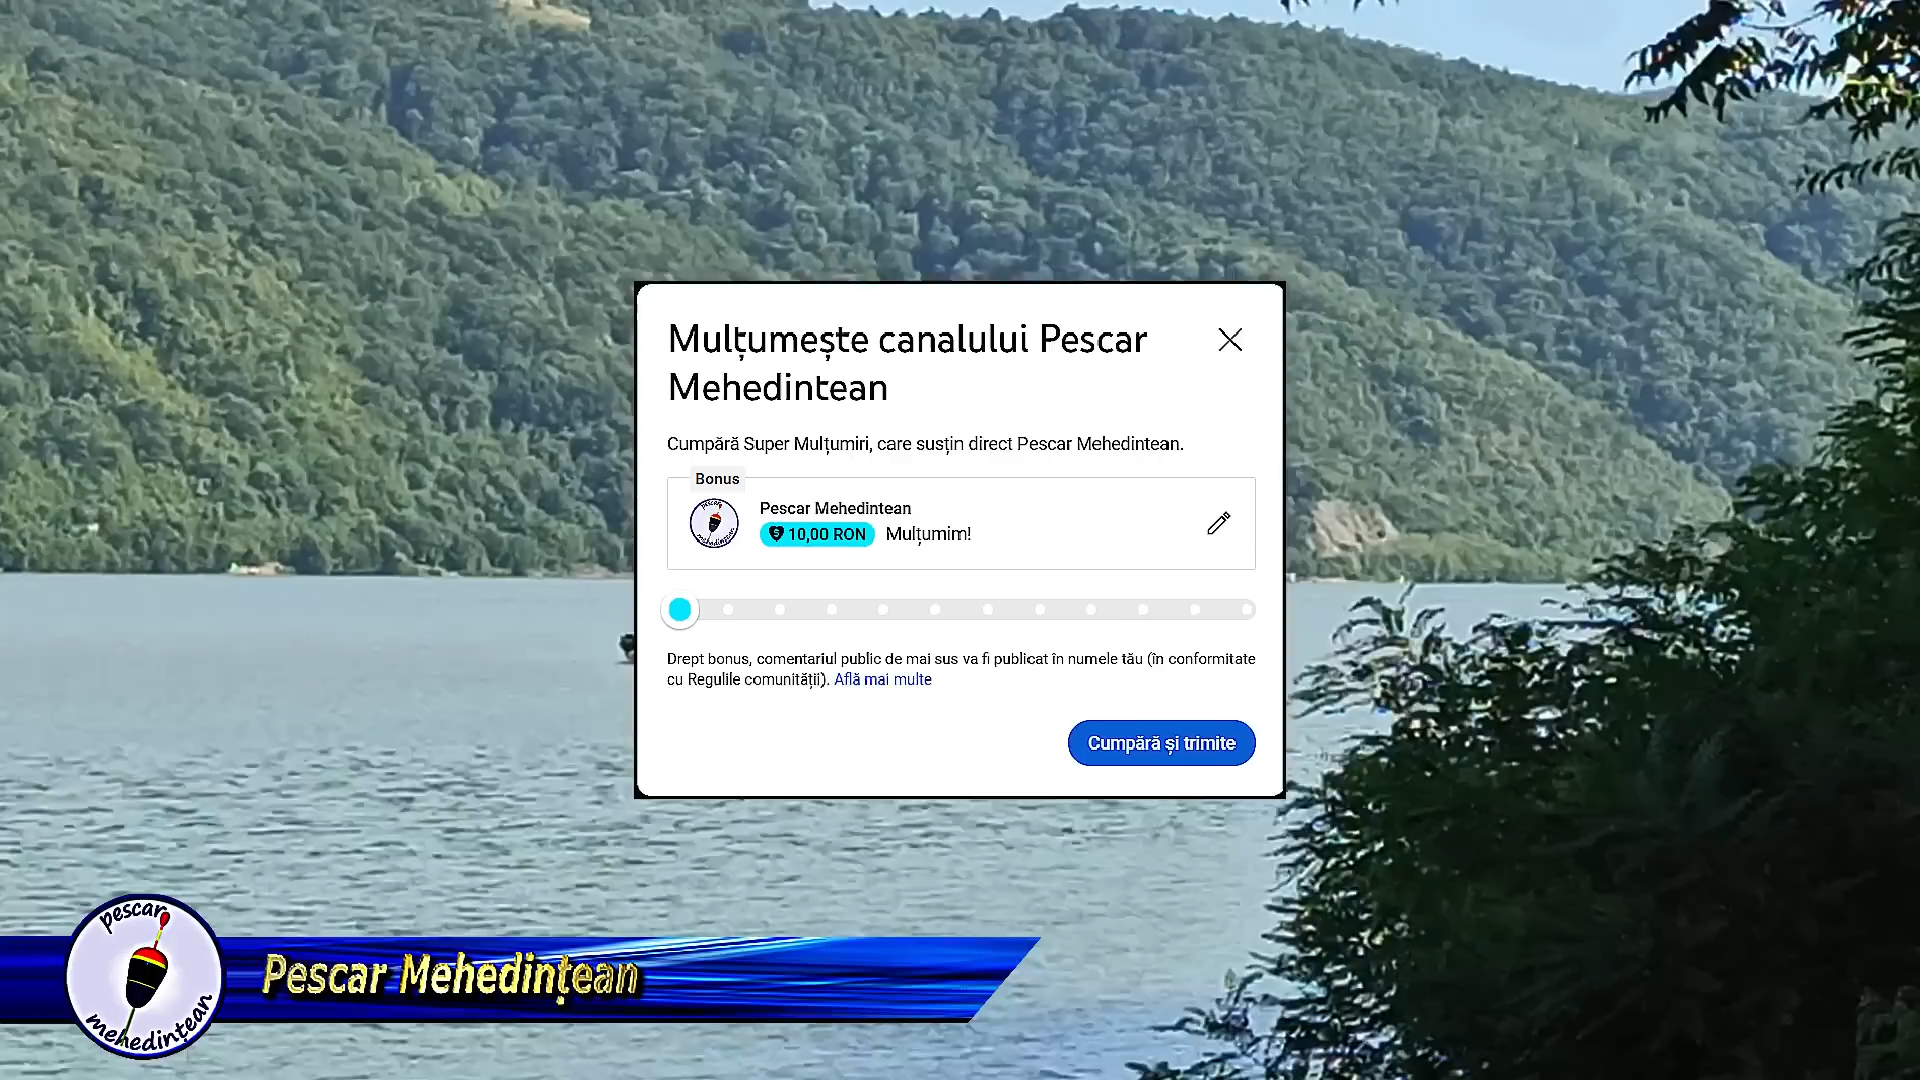 Mulțumește canalului Pescar
Mehedintean
Cumpără Super Mulțumiri, care susțin direct Pescar Mehedintean.
Bonus
pescar
mehedințean
Pescar Mehedintean
10,00 RON Mulțumim!
Drept bonus, comentariul public de mai sus va fi publicat în numele tău (în conformitate
cu Regulile comunității). Află mai multe
Cumpără și trimite
pescar
mehedințean
Pescar Mehedințean